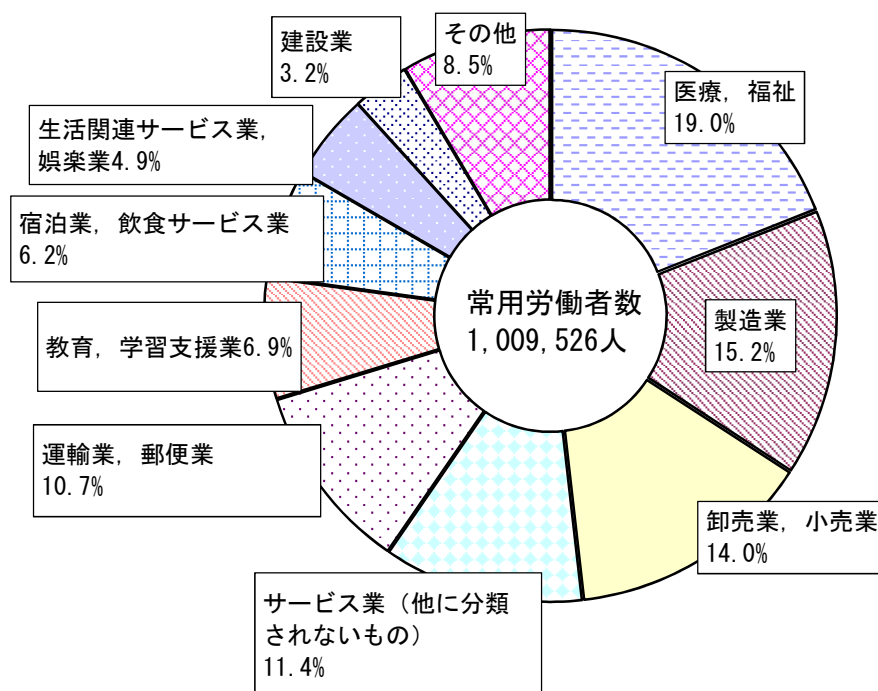 建設業
3.2%
その他
8.5%
医療，福祉
19.0%
生活関連サービス業，
娯楽業4.9%
宿泊業，飲食サービス業
6.2%
常用労働者数
1,009,526人
製造業
15.2%
教育，学習支援業6.9%
運輸業，郵便業
10.7%
卸売業，小売業
14.0%
サービス業（他に分類
されないもの）
11.4%